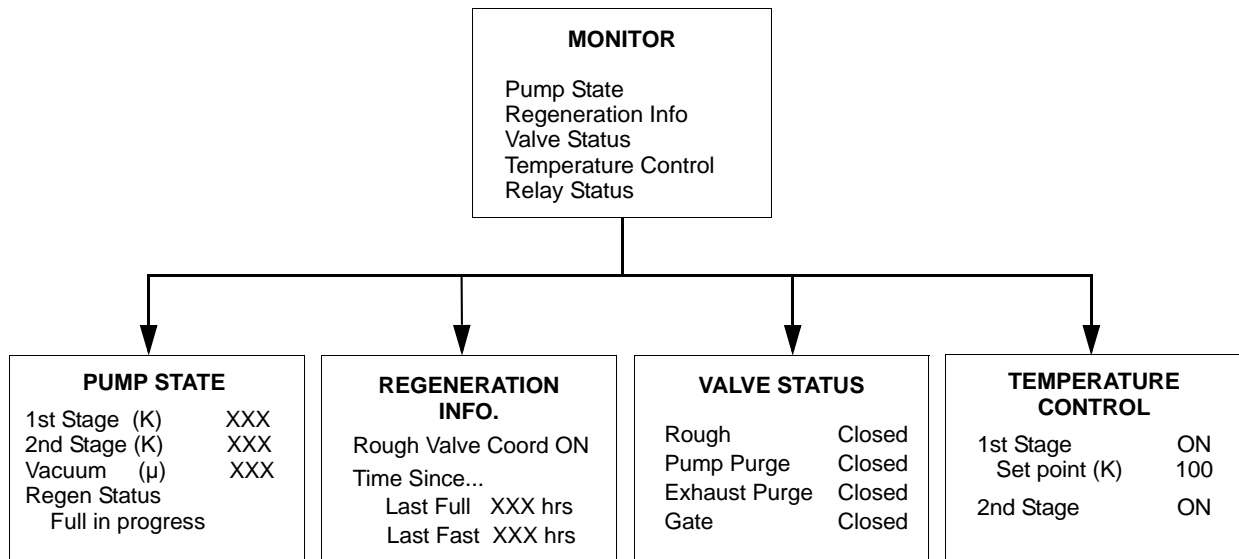 MONITOR
Pump State
Regeneration Info
Valve Status
Temperature Control
Relay Status
PUMP STATE
1st Stage (K) XXX
2nd Stage (K) XXX
Vacuum (µ) XXX
Regen Status
Full in progress
REGENERATION
INFO.
Rough Valve Coord ON
Time Since...
Last Full XXX hrs
Last Fast XXX hrs
VALVE STATUS
Rough Closed
Pump Purge Closed
Exhaust Purge Closed
Gate Closed
TEMPERATURE
CONTROL
1st Stage ON
Set point (K) 100
2nd Stage ON